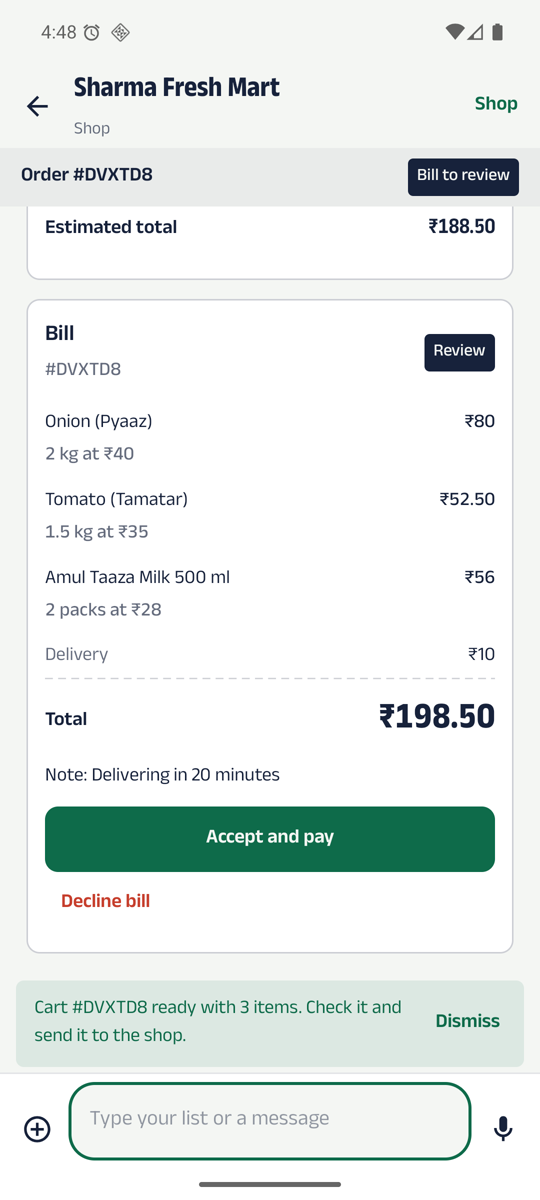 4:48
Sharma Fresh Mart
Shop
Shop
Order #DVXTD8
Bill to review
Estimated total ₹188.50
Bill
#DVXTD8
Review
Onion (Pyaaz) ₹80
2 kg at ₹40
Tomato (Tamatar) ₹52.50
1.5 kg at ₹35
Amul Taaza Milk 500 ml ₹56
2 packs at ₹28
Delivery ₹10
Total ₹198.50
Note: Delivering in 20 minutes
Accept and pay
Decline bill
Cart #DVXTD8 ready with 3 items. Check it and
send it to the shop.
Dismiss
Type your list or a message